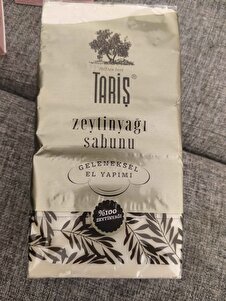 TARİŞ
zeytinyağı
sabunu
GELENEKSEL
EL YAPIMI
%100
ZEYTİNYAĞI